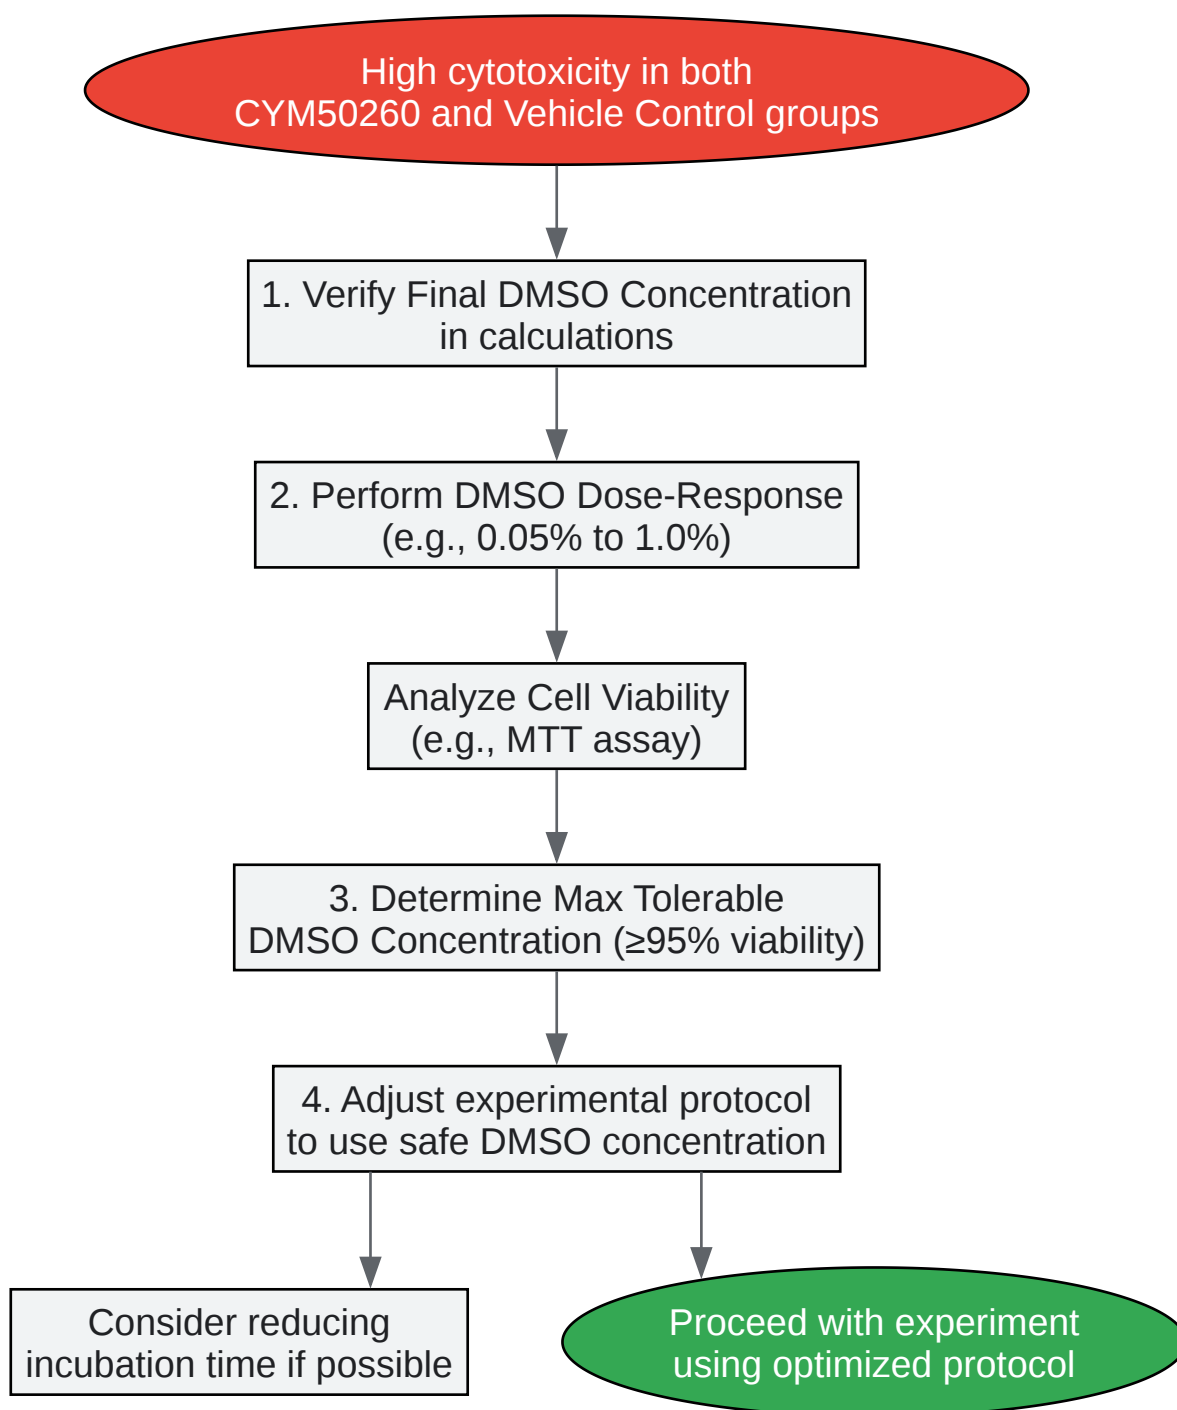 High cytotoxicity in both
CYM50260 and Vehicle Control groups
1. Verify Final DMSO Concentration
in calculations
2. Perform DMSO Dose-Response
(e.g., 0.05% to 1.0%)
Analyze Cell Viability
(e.g., MTT assay)
3. Determine Max Tolerable
DMSO Concentration (≥95% viability)
4. Adjust experimental protocol
to use safe DMSO concentration
Consider reducing
incubation time if possible
Proceed with experiment
using optimized protocol